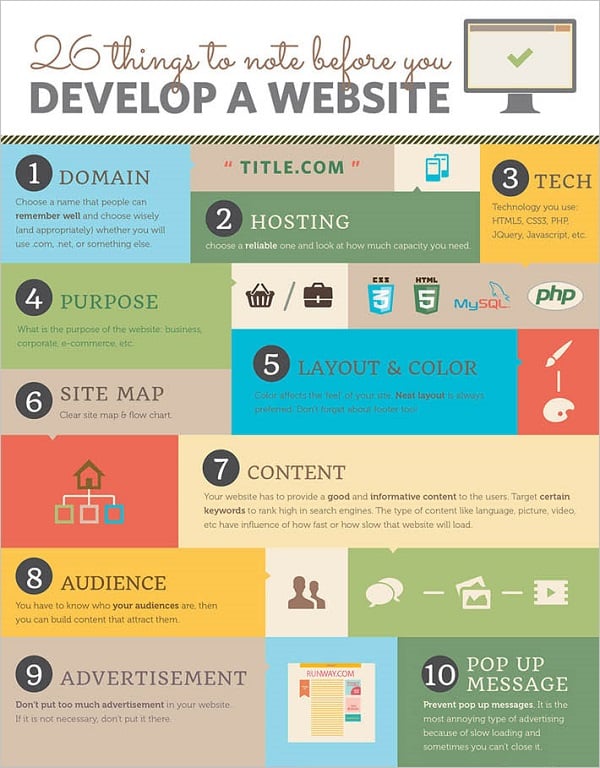 26 things to note before you
DEVELOP A WEBSITE
1 DOMAIN
Choose a name that people can
remember well and choose wisely
(and appropriately) whether you will
use .com, .net, or something else.
" TITLE.COM "
2 HOSTING
choose a reliable one and look at how much capacity you need.
3 TECH
Technology you use:
HTML5, CSS3, PHP,
JQuery, Javascript, etc.
4 PURPOSE
What is the purpose of the website: business,
corporate, e-commerce, etc.
CSS
3
HTML
5
MySQL
php
5 LAYOUT & COLOR
Color affects the 'feel' of your site. Neat layout is always
preferred. Don't forget about footer too!
6 SITE MAP
Clear site map & flow chart.
7 CONTENT
Your website has to provide a good and informative content to the users. Target certain
keywords to rank high in search engines. The type of content like language, picture, video,
etc have influence of how fast or how slow that website will load.
8 AUDIENCE
You have to know who your audiences are, then
you can build content that attract them.
9 ADVERTISEMENT
Don't put too much advertisement in your website.
If it is not necessary, don't put it there.
RUNWAY.COM
10 POP UP
MESSAGE
Prevent pop up messages. It is the
most annoying type of advertising
because of slow loading and
sometimes you can't close it.